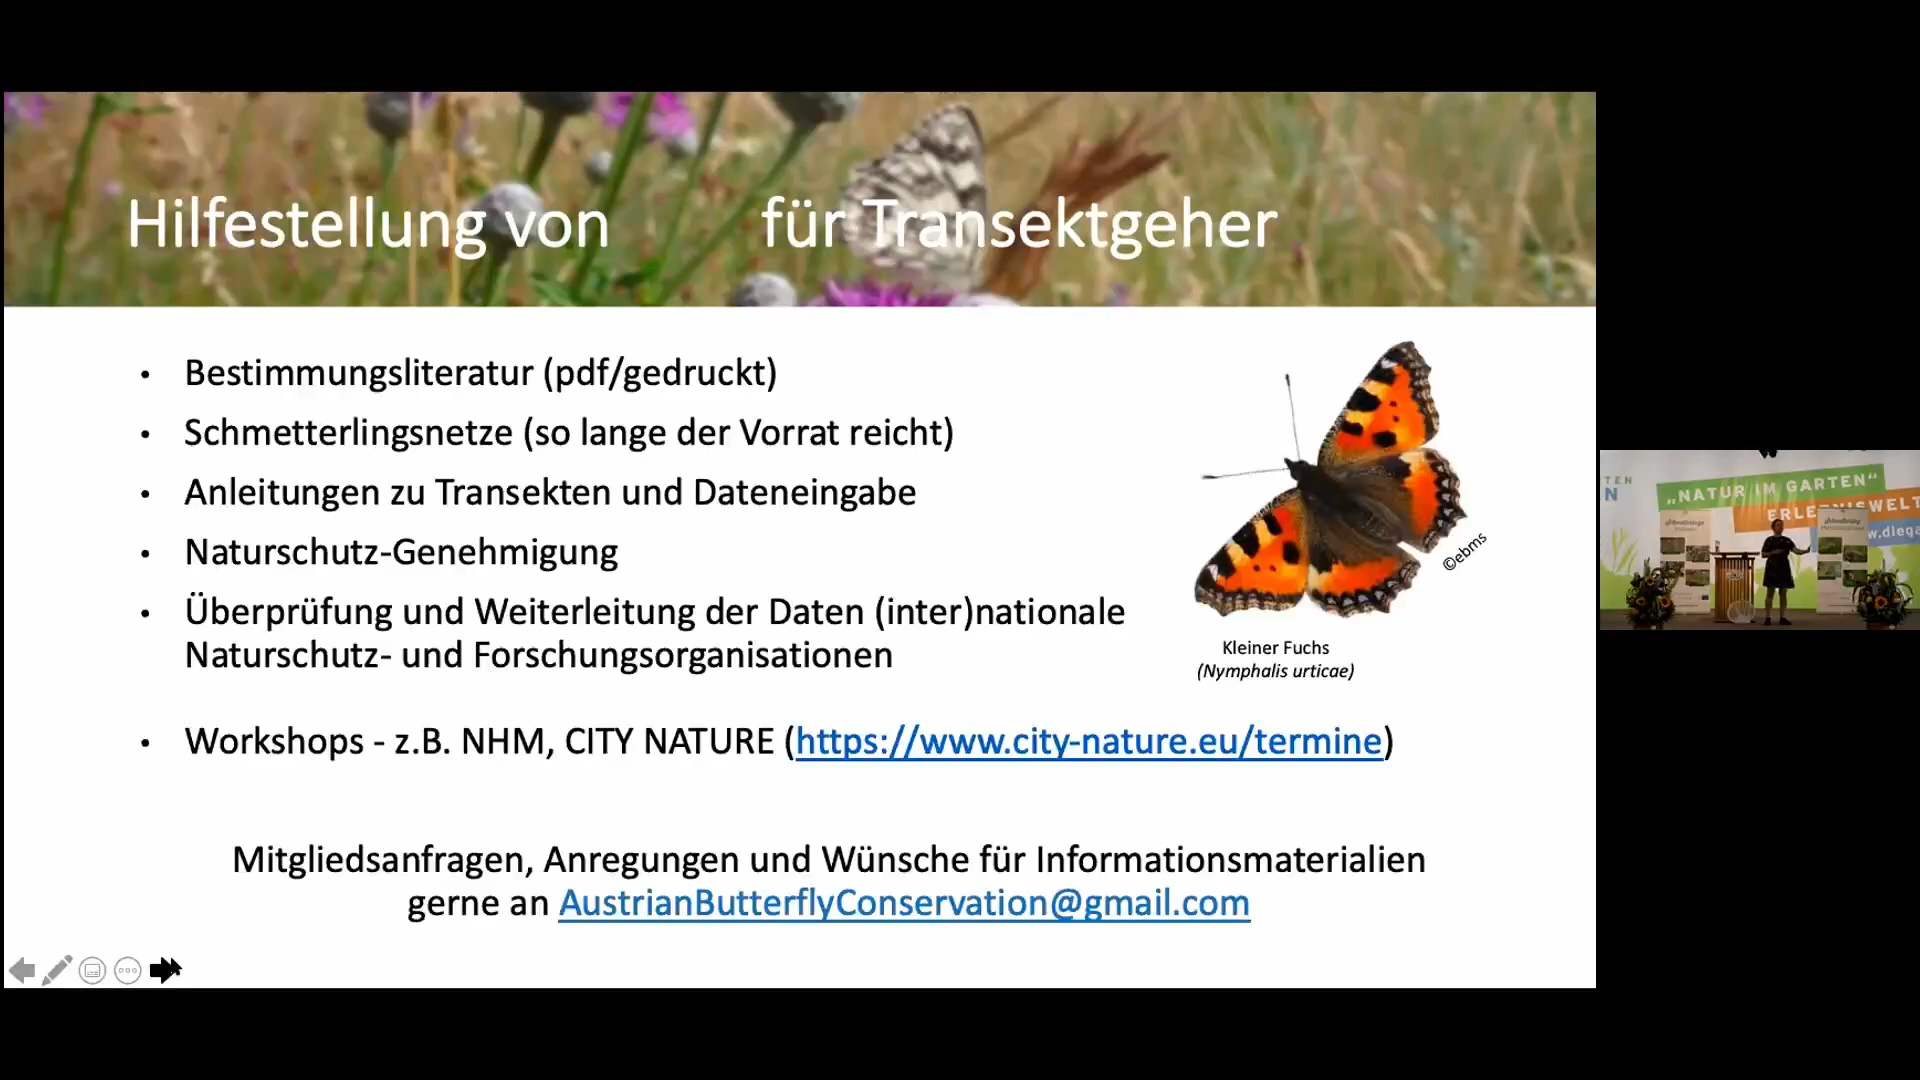 Hilfestellung von für Transektgeher
• Bestimmungsliteratur (pdf/gedruckt)
• Schmetterlingsnetze (so lange der Vorrat reicht)
• Anleitungen zu Transekten und Dateneingabe
• Naturschutz-Genehmigung
• Überprüfung und Weiterleitung der Daten (inter)nationale
Naturschutz- und Forschungsorganisationen
• Workshops - z.B. NHM, CITY NATURE (https://www.city-nature.eu/termine)
©ebms
Kleiner Fuchs
(Nymphalis urticae)
Mitgliedsanfragen, Anregungen und Wünsche für Informationsmaterialien
gerne an AustrianButterflyConservation@gmail.com
TEN
N
„NATUR IM GARTEN“